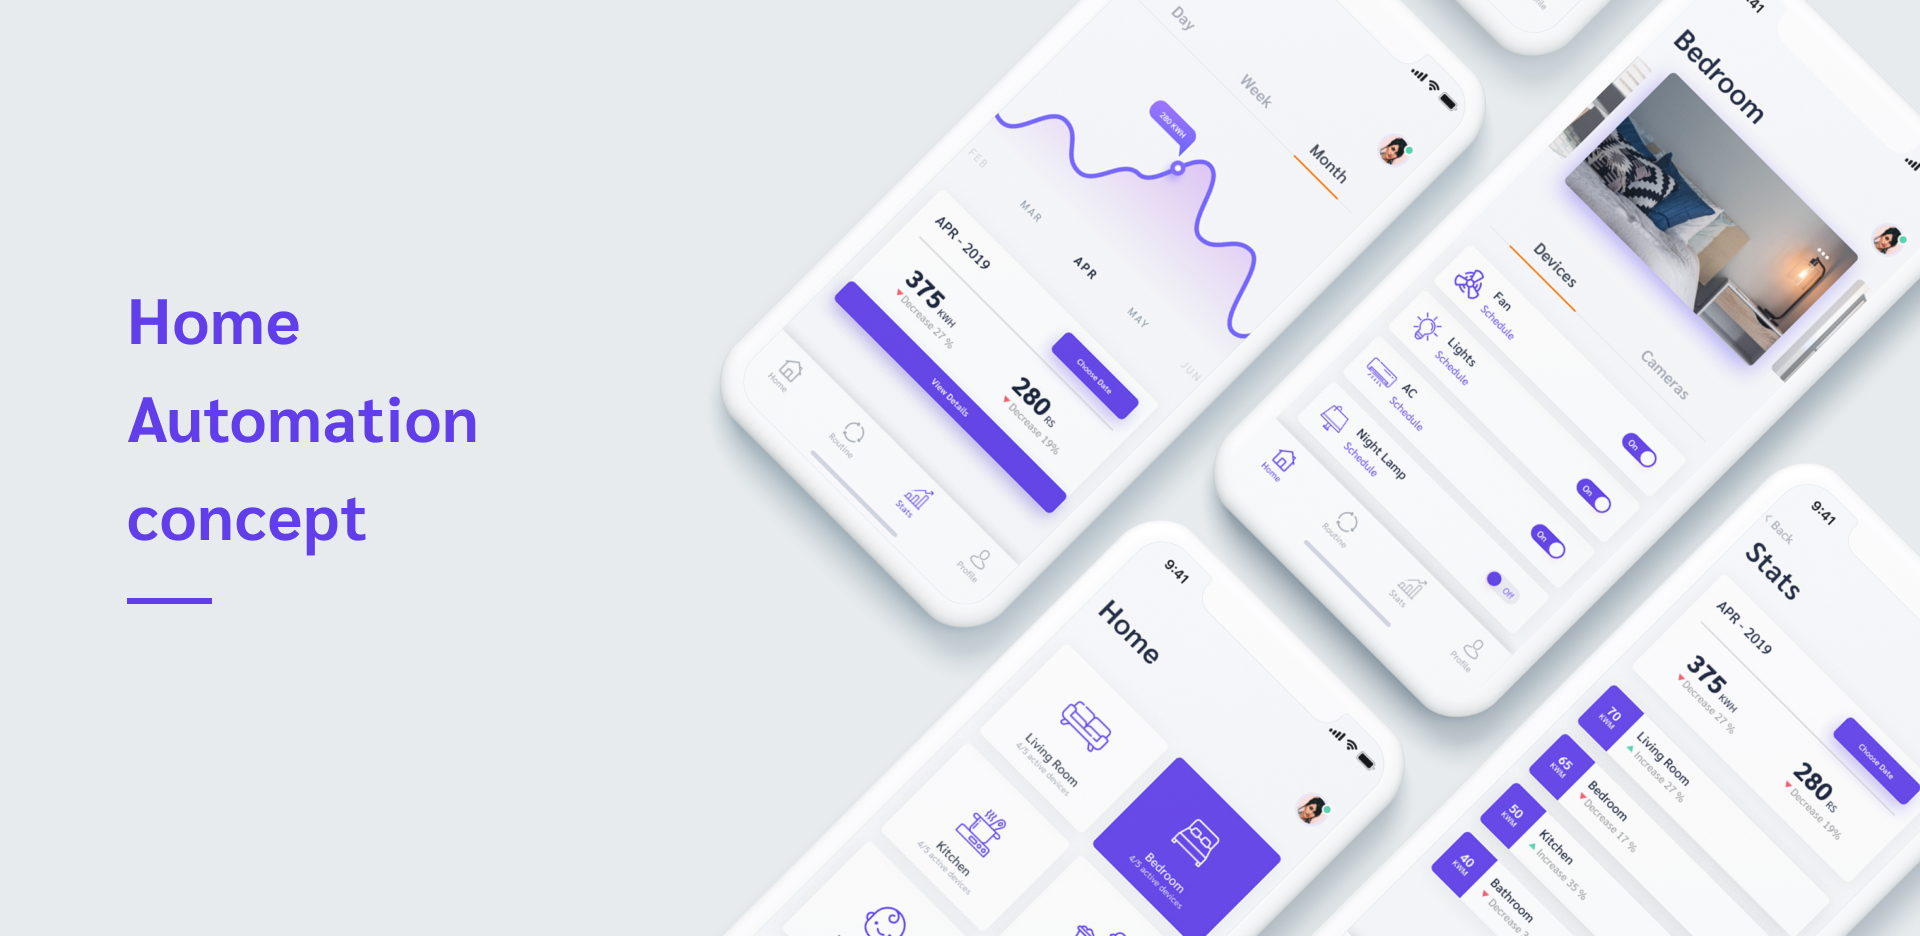 Home
Automation
concept
Day
Week
Month
280 KWH
FEB
MAR
APR
MAY
JUN
APR - 2019
Choose Date
375 KWH
Decrease 27 %
280 RS
Decrease 19%
View Details
Home
Routine
Stats
Profile
9:41
Bedroom
Devices
Cameras
Fan
Schedule
On
Lights
Schedule
On
AC
Schedule
On
Night Lamp
Schedule
Off
Home
Routine
Stats
Profile
9:41
Home
Living Room
4/5 active devices
Bedroom
4/5 active devices
Kitchen
4/5 active devices
9:41
< Back
Stats
APR - 2019
Choose Date
375 KWH
Decrease 27 %
280 RS
Decrease 19%
70 KWM
Living Room
Increase 27 %
65 KWM
Bedroom
Decrease 17 %
50 KWM
Kitchen
Increase 35 %
40 KWM
Bathroom
Decrease